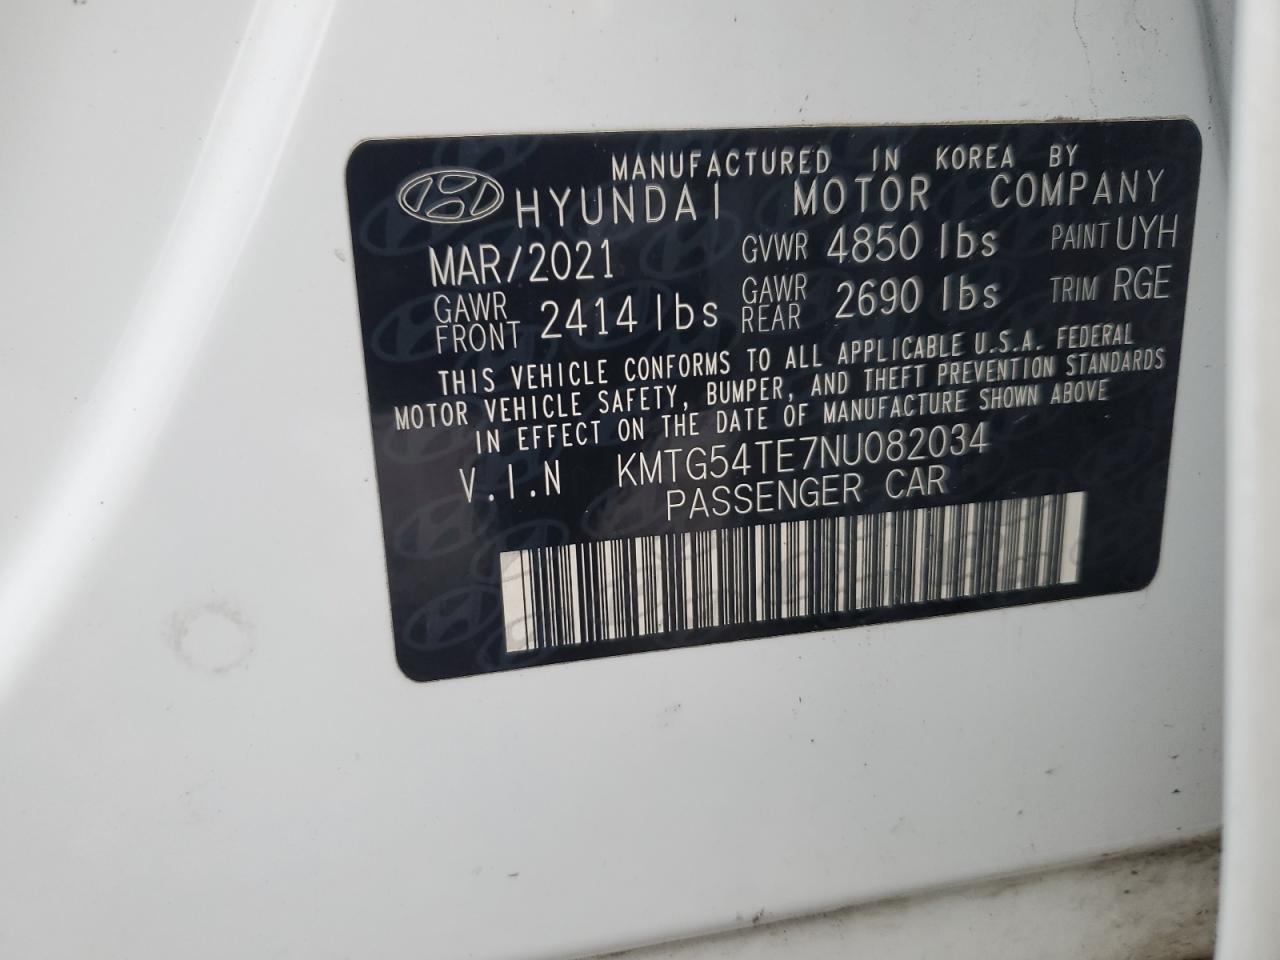 MANUFACTURED IN KOREA BY
HYUNDAI MOTOR COMPANY
MAR/2021 GVWR 4850 lbs PAINT UYH
GAWR FRONT 2414 lbs GAWR REAR 2690 lbs TRIM RGE
THIS VEHICLE CONFORMS TO ALL APPLICABLE U.S.A. FEDERAL
MOTOR VEHICLE SAFETY, BUMPER, AND THEFT PREVENTION STANDARDS
IN EFFECT ON THE DATE OF MANUFACTURE SHOWN ABOVE
V.I.N KMTG54TE7NU082034
PASSENGER CAR